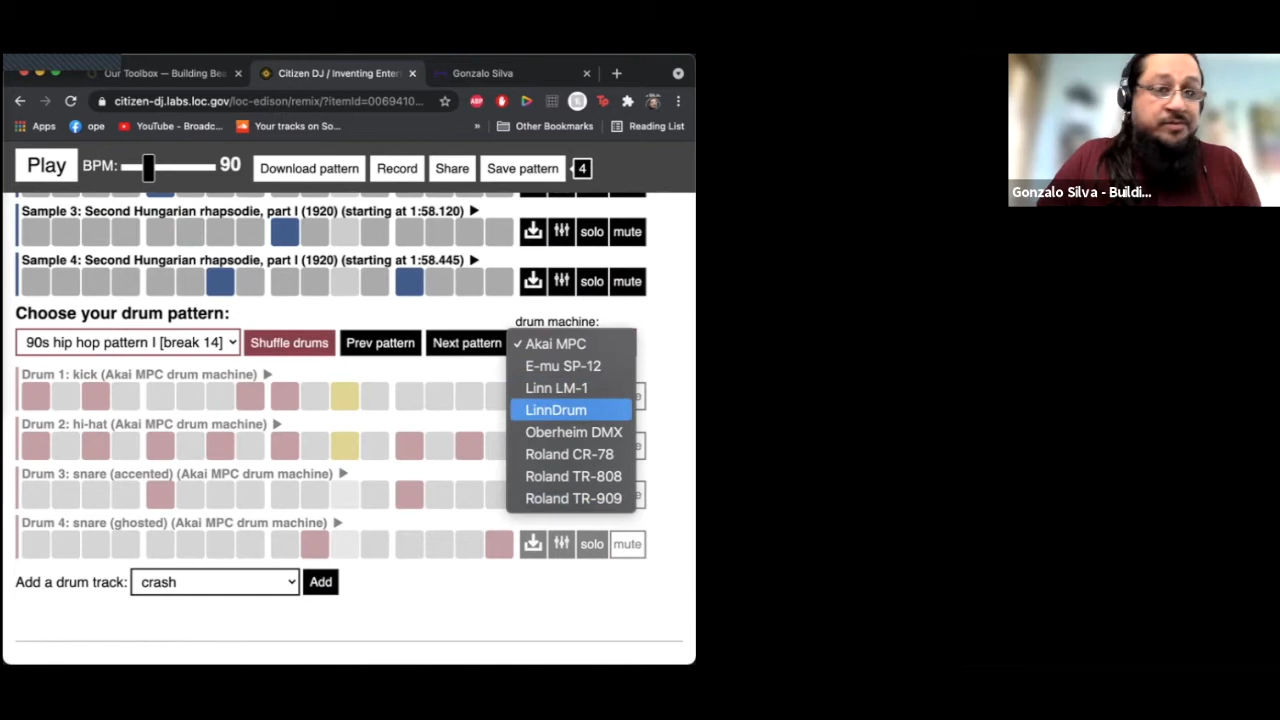 Our Toolbox — Building Bea
Citizen DJ / Inventing Enter
Gonzalo Silva
citizen-dj.labs.loc.gov/loc-edison/remix/?itemId=0069410...
ABP
Apps
ope
YouTube - Broadc...
Your tracks on So...
»
Other Bookmarks
Reading List
Play BPM: 90 Download pattern Record Share Save pattern 4
Sample 3: Second Hungarian rhapsodie, part I (1920) (starting at 1:58.120)
solo mute
Sample 4: Second Hungarian rhapsodie, part I (1920) (starting at 1:58.445)
solo mute
Choose your drum pattern:
drum machine:
90s hip hop pattern I [break 14] Shuffle drums Prev pattern Next pattern
✓ Akai MPC
E-mu SP-12
Linn LM-1
LinnDrum
Oberheim DMX
Roland CR-78
Roland TR-808
Roland TR-909
Drum 1: kick (Akai MPC drum machine)
Drum 2: hi-hat (Akai MPC drum machine)
Drum 3: snare (accented) (Akai MPC drum machine)
Drum 4: snare (ghosted) (Akai MPC drum machine)
solo mute
Add a drum track: crash Add
Gonzalo Silva - Buildi...